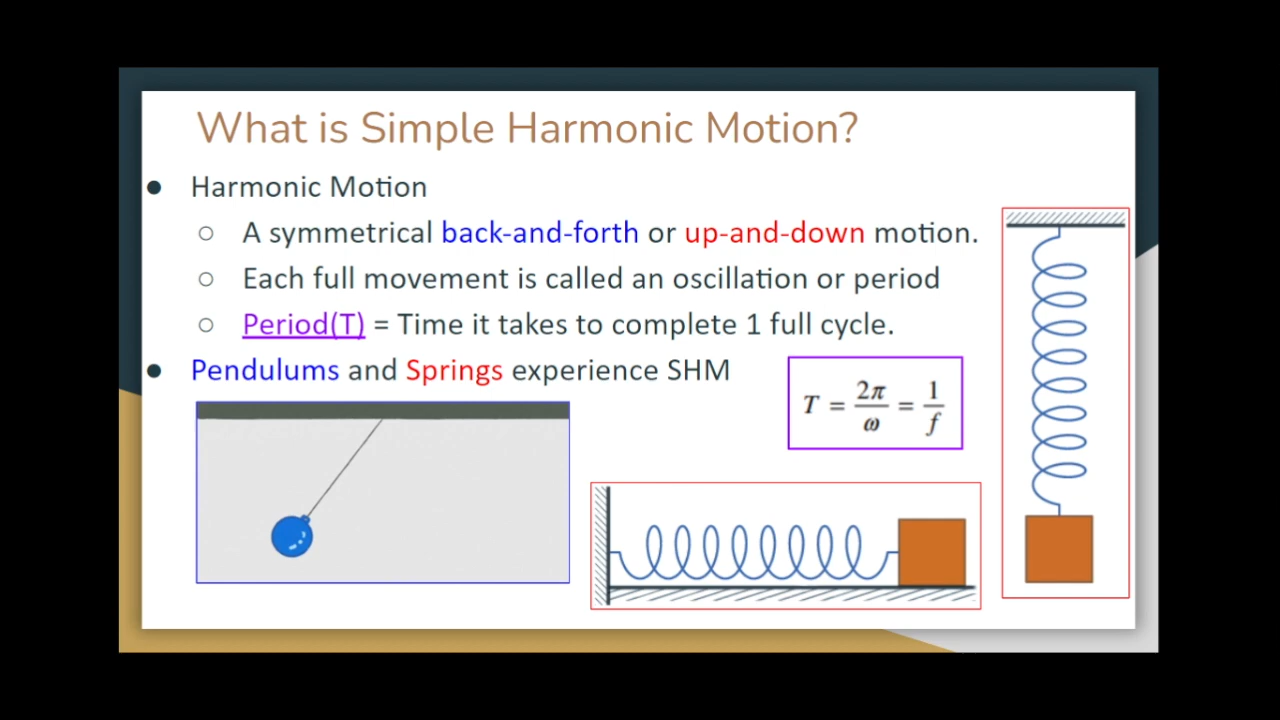 What is Simple Harmonic Motion?
● Harmonic Motion
○ A symmetrical back-and-forth or up-and-down motion.
○ Each full movement is called an oscillation or period
○ Period(T) = Time it takes to complete 1 full cycle.
● Pendulums and Springs experience SHM
T = 2π/ω = 1/f